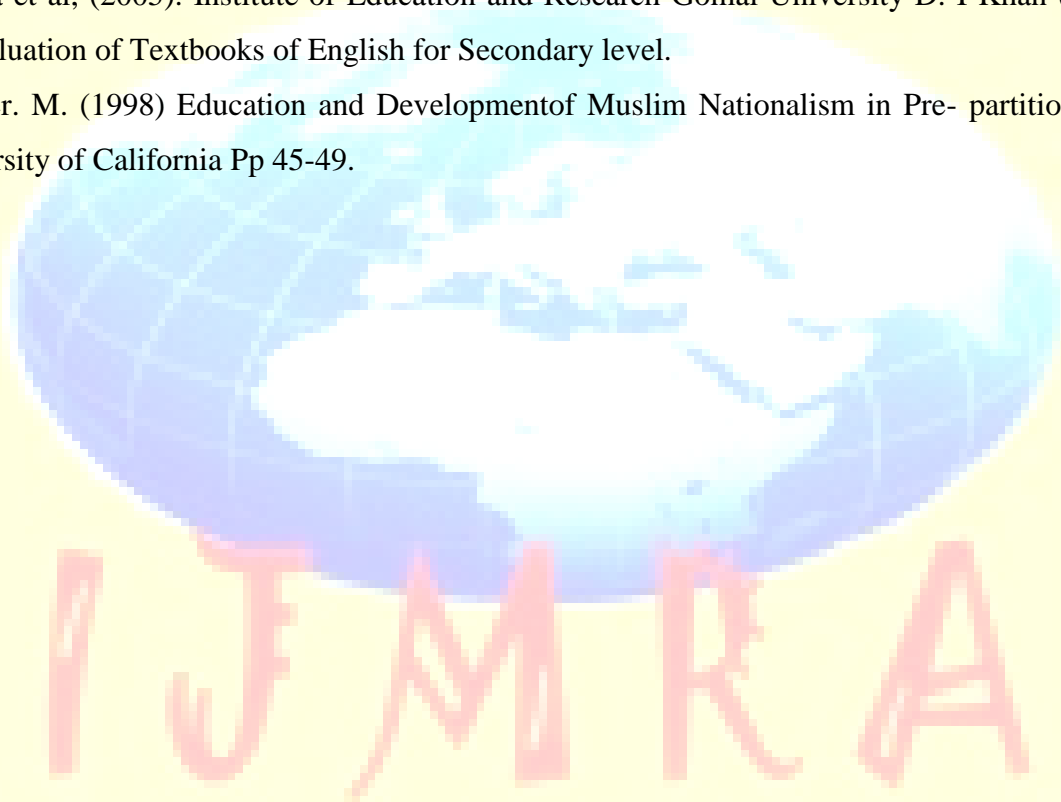 et al, Institute of Education and Research Gomal University D. I Khan
luation of Textbooks of English for Secondary level.
r. M. (1998) Education and Developmentof Muslim Nationalism in Pre- partitio
rsity of California Pp 45-49.
IJMRA